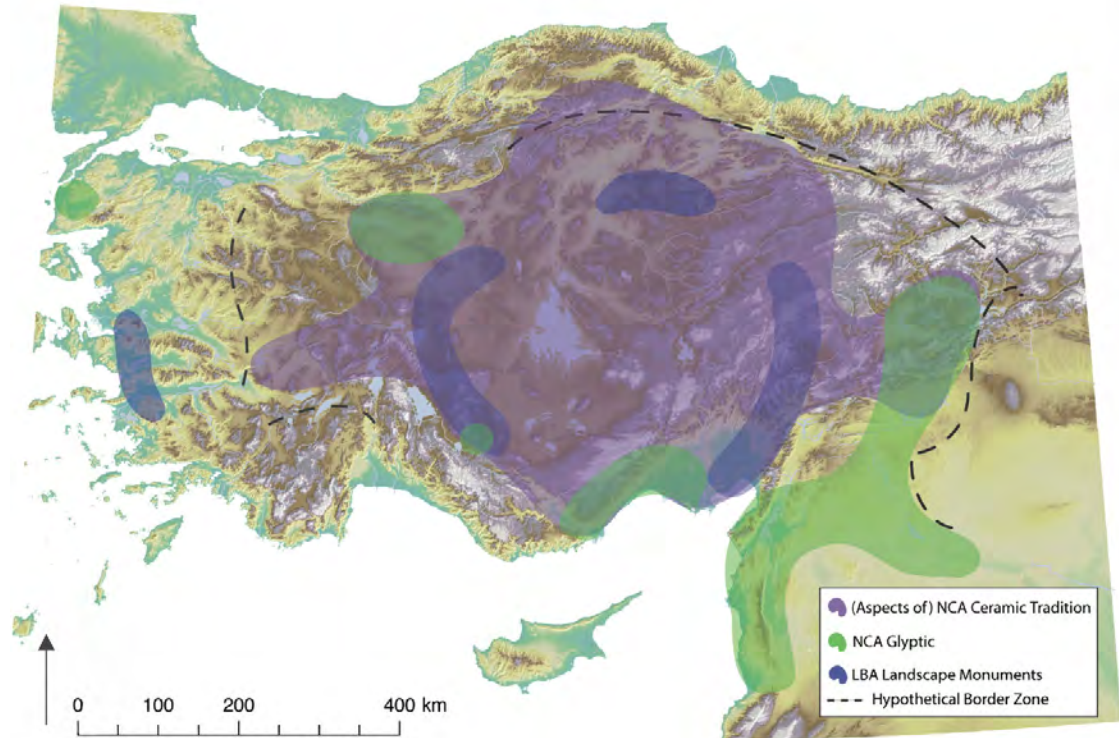 (Aspects of) NCA Ceramic Tradition
NCA Glyptic
LBA Landscape Monuments
Hypothetical Border Zone
0 100 200 400 km